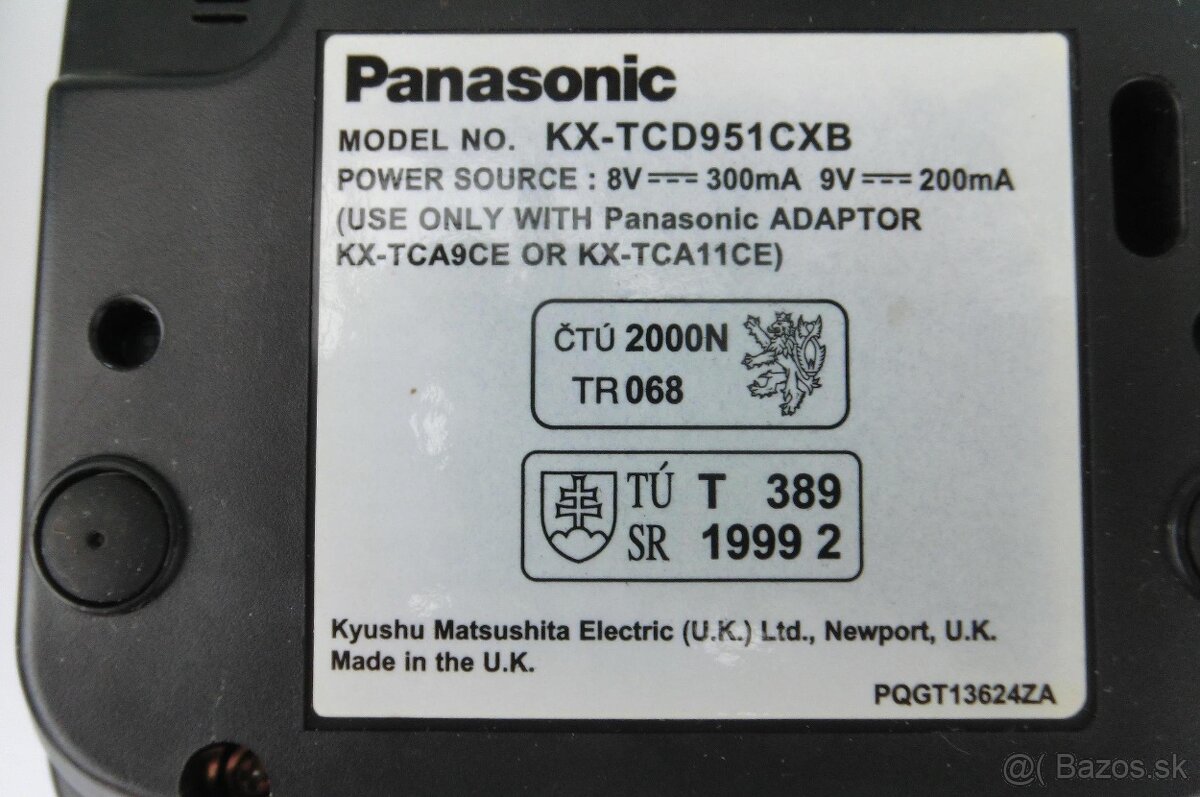 Panasonic
MODEL NO. KX-TCD951CXB
POWER SOURCE : 8V⎓300mA 9V⎓200mA
(USE ONLY WITH Panasonic ADAPTOR
KX-TCA9CE OR KX-TCA11CE)
ČTÚ 2000N
TR 068
TÚ T 389
SR 1999 2
Kyushu Matsushita Electric (U.K.) Ltd., Newport, U.K.
Made in the U.K.
PQGT13624ZA
@( Bazos.sk